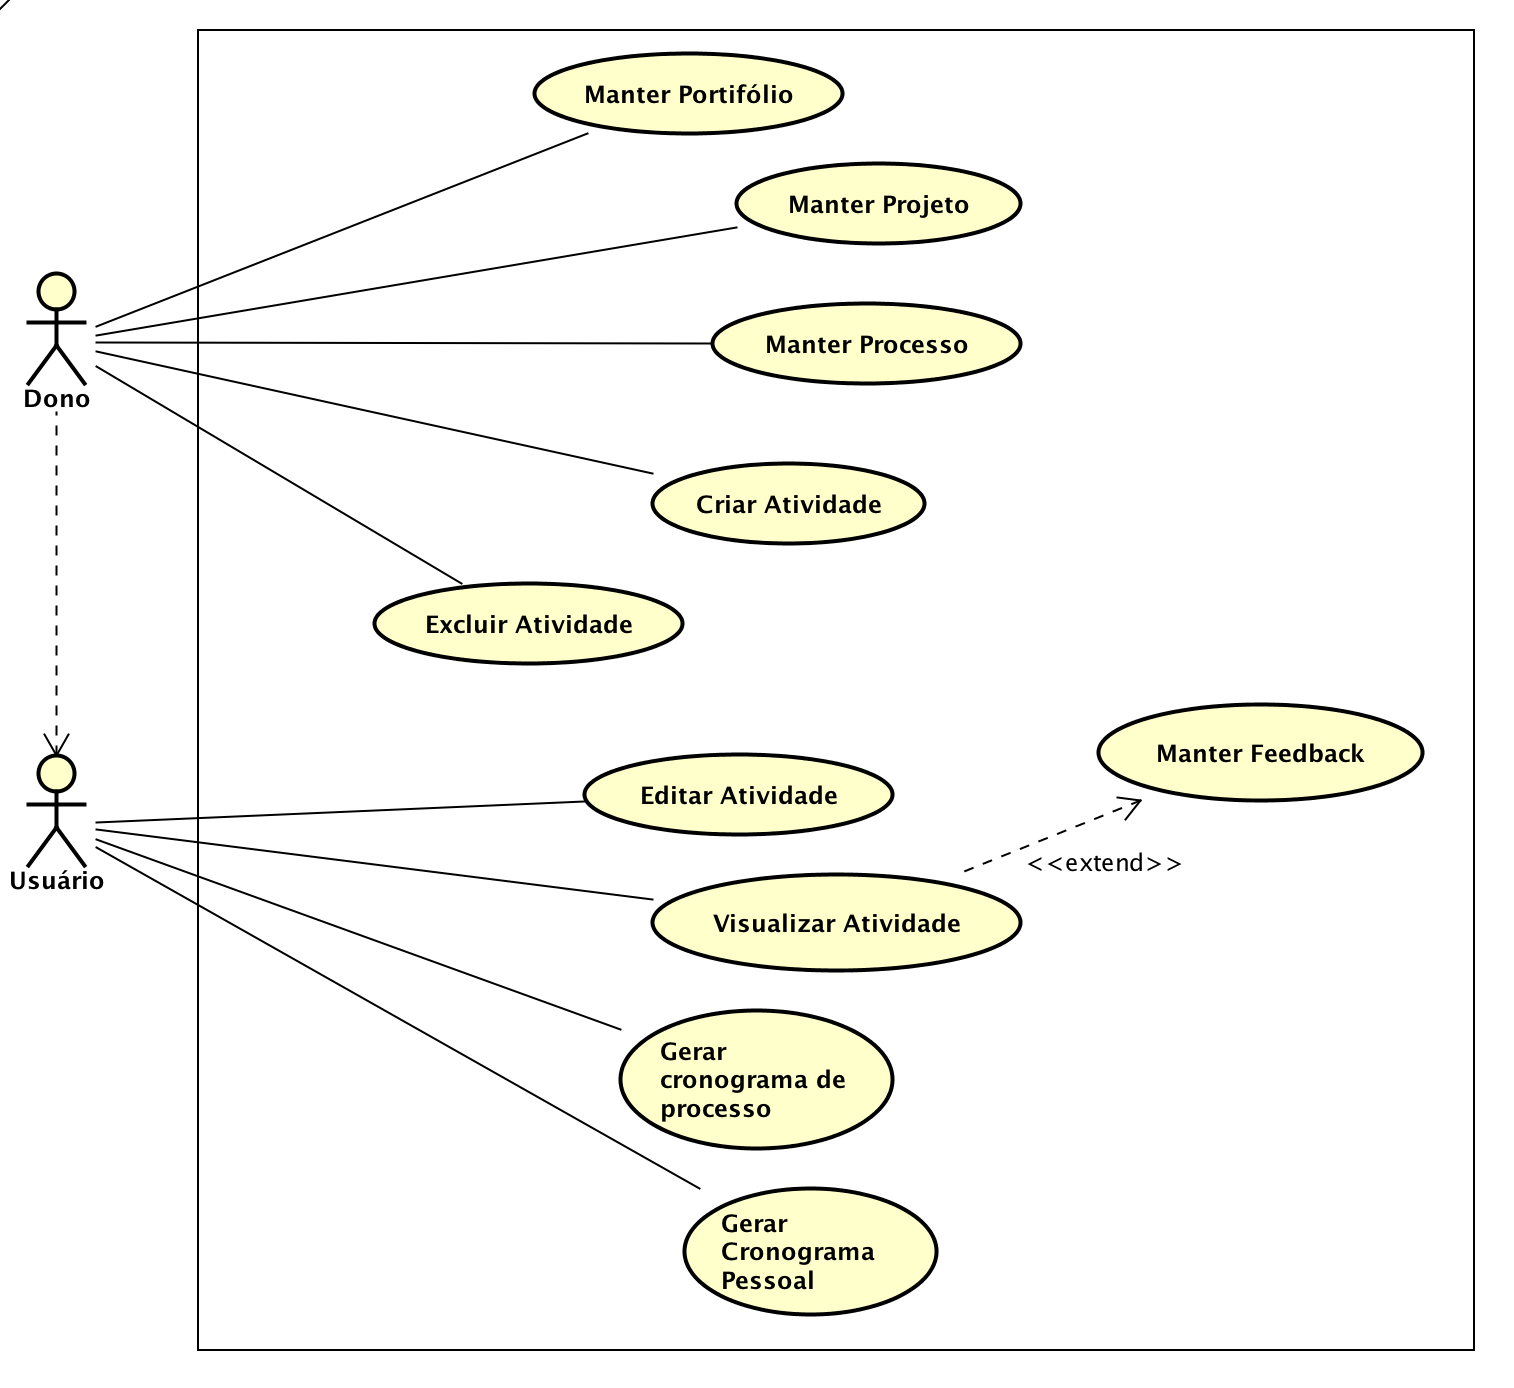 Manter Portifólio
Manter Projeto
Manter Processo
Dono
Criar Atividade
Excluir Atividade
Manter Feedback
Editar Atividade
<<extend>>
Usuário
Visualizar Atividade
Gerar
cronograma de
processo
Gerar
Cronograma
Pessoal